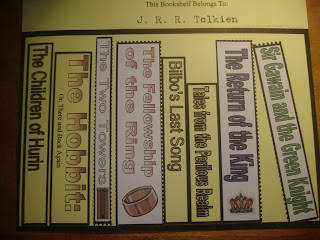 This Bookshelf Belongs To:
J. R. R. Tolkien
The Children of Hurin
The Hobbit:
Or, There and Back Again
The Two Towers
The Fellowship
of the Ring
Bilbo's Last Song
Tales from the Perilous Realm
The Return of the King
Sir Gawain and the Green Knight